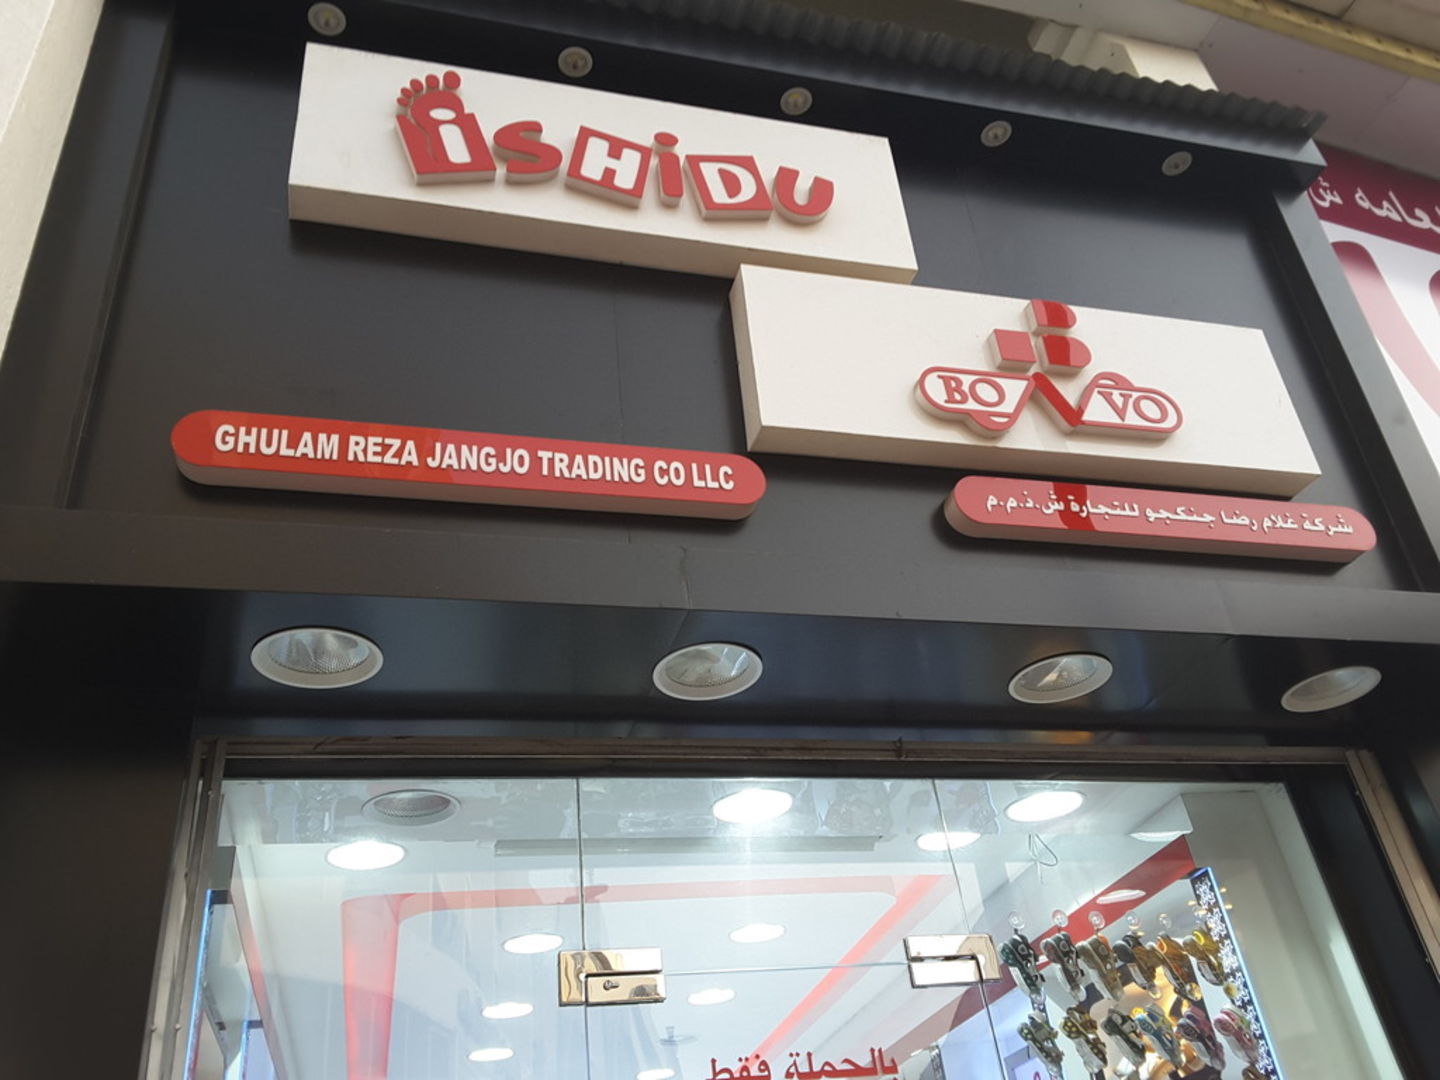 iSHiDU
B
BO VO
GHULAM REZA JANGJO TRADING CO LLC
شركة غلام رضا جنكجو للتجارة ش.ذ.م.م
بالجملة فقط